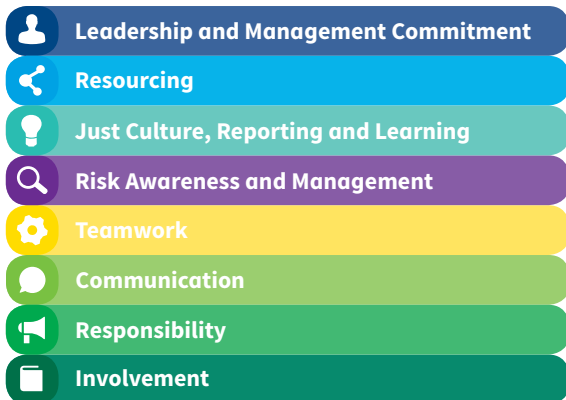 Leadership and Management Commitment
Resourcing
Just Culture, Reporting and Learning
Risk Awareness and Management
Teamwork
Communication
Responsibility
Involvement